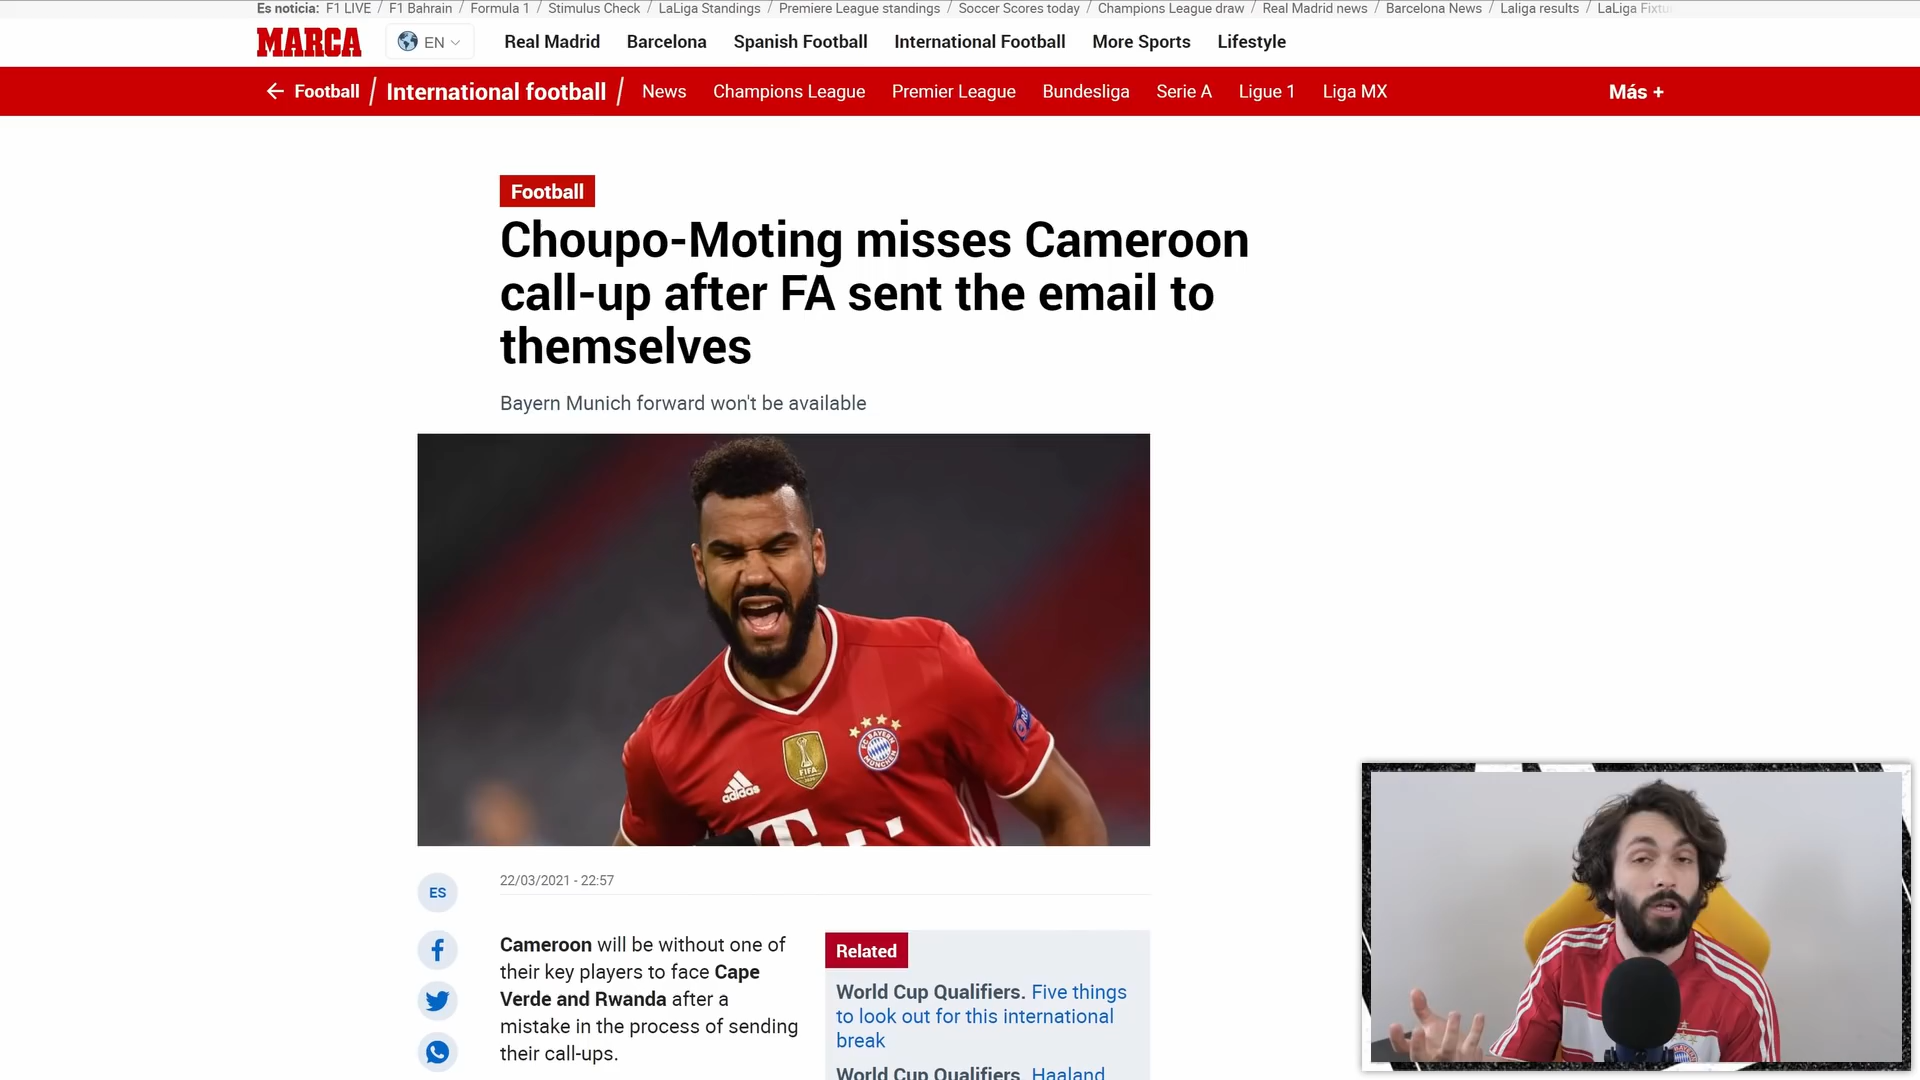 Es noticia: F1 LIVE / F1 Bahrain / Formula 1 / Stimulus Check / LaLiga Standings / Premiere League standings / Soccer Scores today / Champions League draw / Real Madrid news / Barcelona News / Laliga results / LaLiga
MARCA EN Real Madrid Barcelona Spanish Football International Football More Sports Lifestyle
Football / International football / News Champions League Premier League Bundesliga Serie A Ligue 1 Liga MX Más +
Football
Choupo-Moting misses Cameroon
call-up after FA sent the email to
themselves
Bayern Munich forward won't be available
FC BAYERN
MÜNCHEN
FIFA
adidas
T
ES
22/03/2021 - 22:57
Cameroon will be without one of
their key players to face Cape
Verde and Rwanda after a
mistake in the process of sending
their call-ups.
Related
World Cup Qualifiers. Five things
to look out for this international
break
World Cup Qualifiers. Haaland